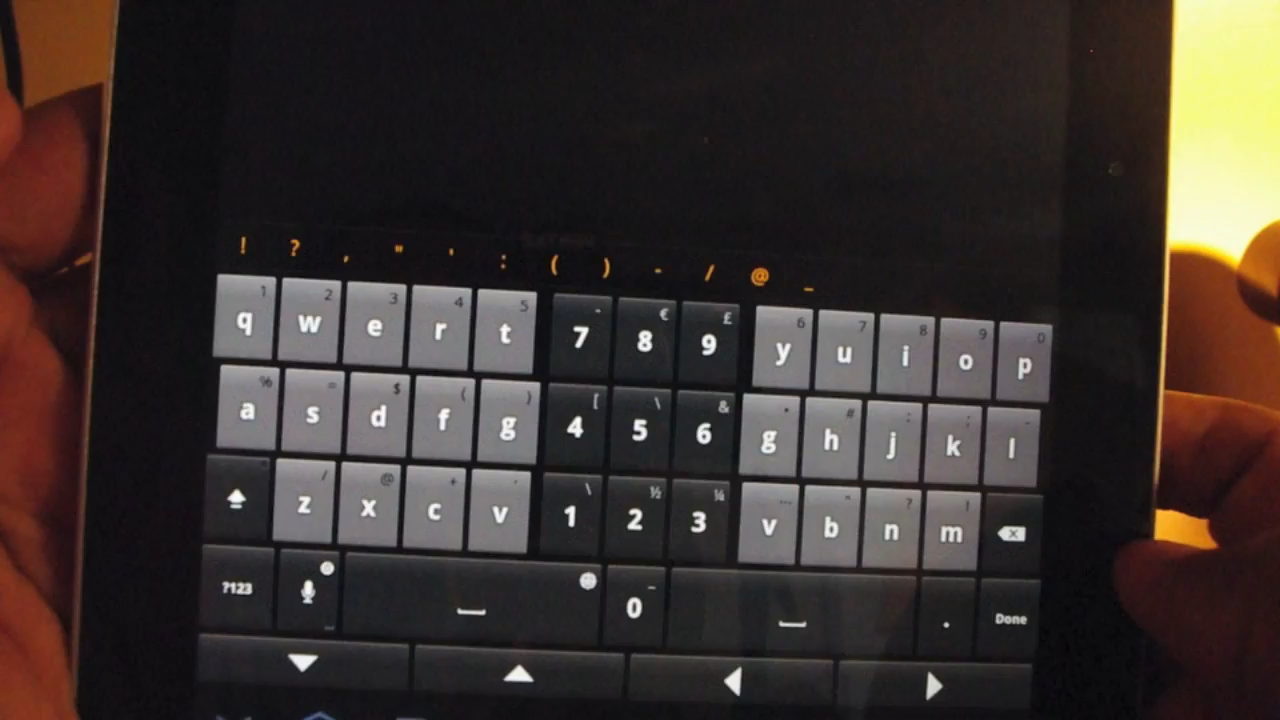 ! ? , " ' : ( ) - / @ _
1 2 3 4 5 - € £ 6 7 8 9 0
q w e r t 7 8 9 y u i o p
% = $ ( ) [ \ & * # : ;
a s d f g 4 5 6 g h j k l
/ @ + \ ½ ¼ ... ? !
z x c v 1 2 3 v b n m
?123 0 . Done